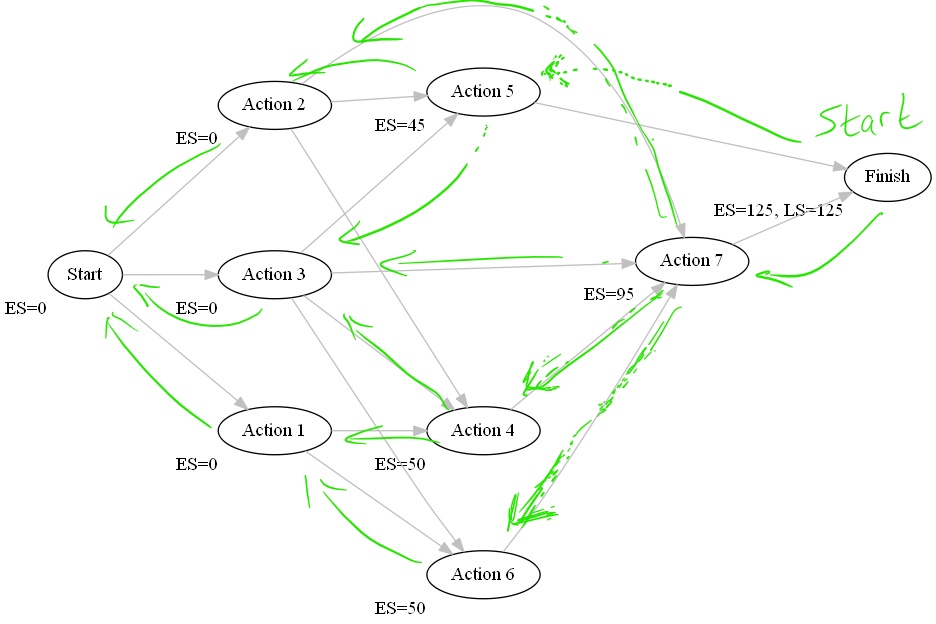 Action 5
Action 2
Start
ES=45
ES=0
Finish
ES=125, LS=125
Action 7
Start
Action 3
ES=95
ES=0
ES=0
Action 1
Action 4
ES=0
ES=50
Action 6
ES=50